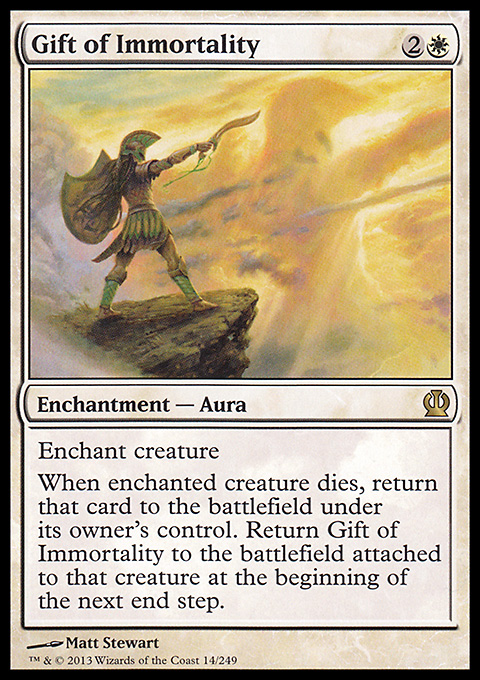 Gift of Immortality 2
Enchantment — Aura
Enchant creature
When enchanted creature dies, return
that card to the battlefield under
its owner's control. Return Gift of
Immortality to the battlefield attached
to that creature at the beginning of
the next end step.
Matt Stewart
™ & © 2013 Wizards of the Coast 14/249